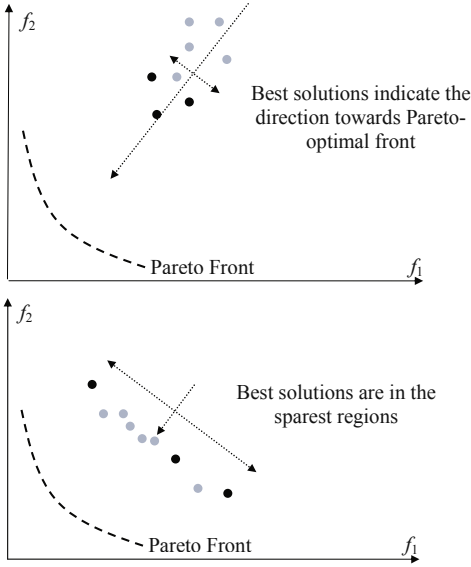 f2
Best solutions indicate the
direction towards Pareto-
optimal front
Pareto Front
f1
f2
Best solutions are in the
sparest regions
Pareto Front
f1